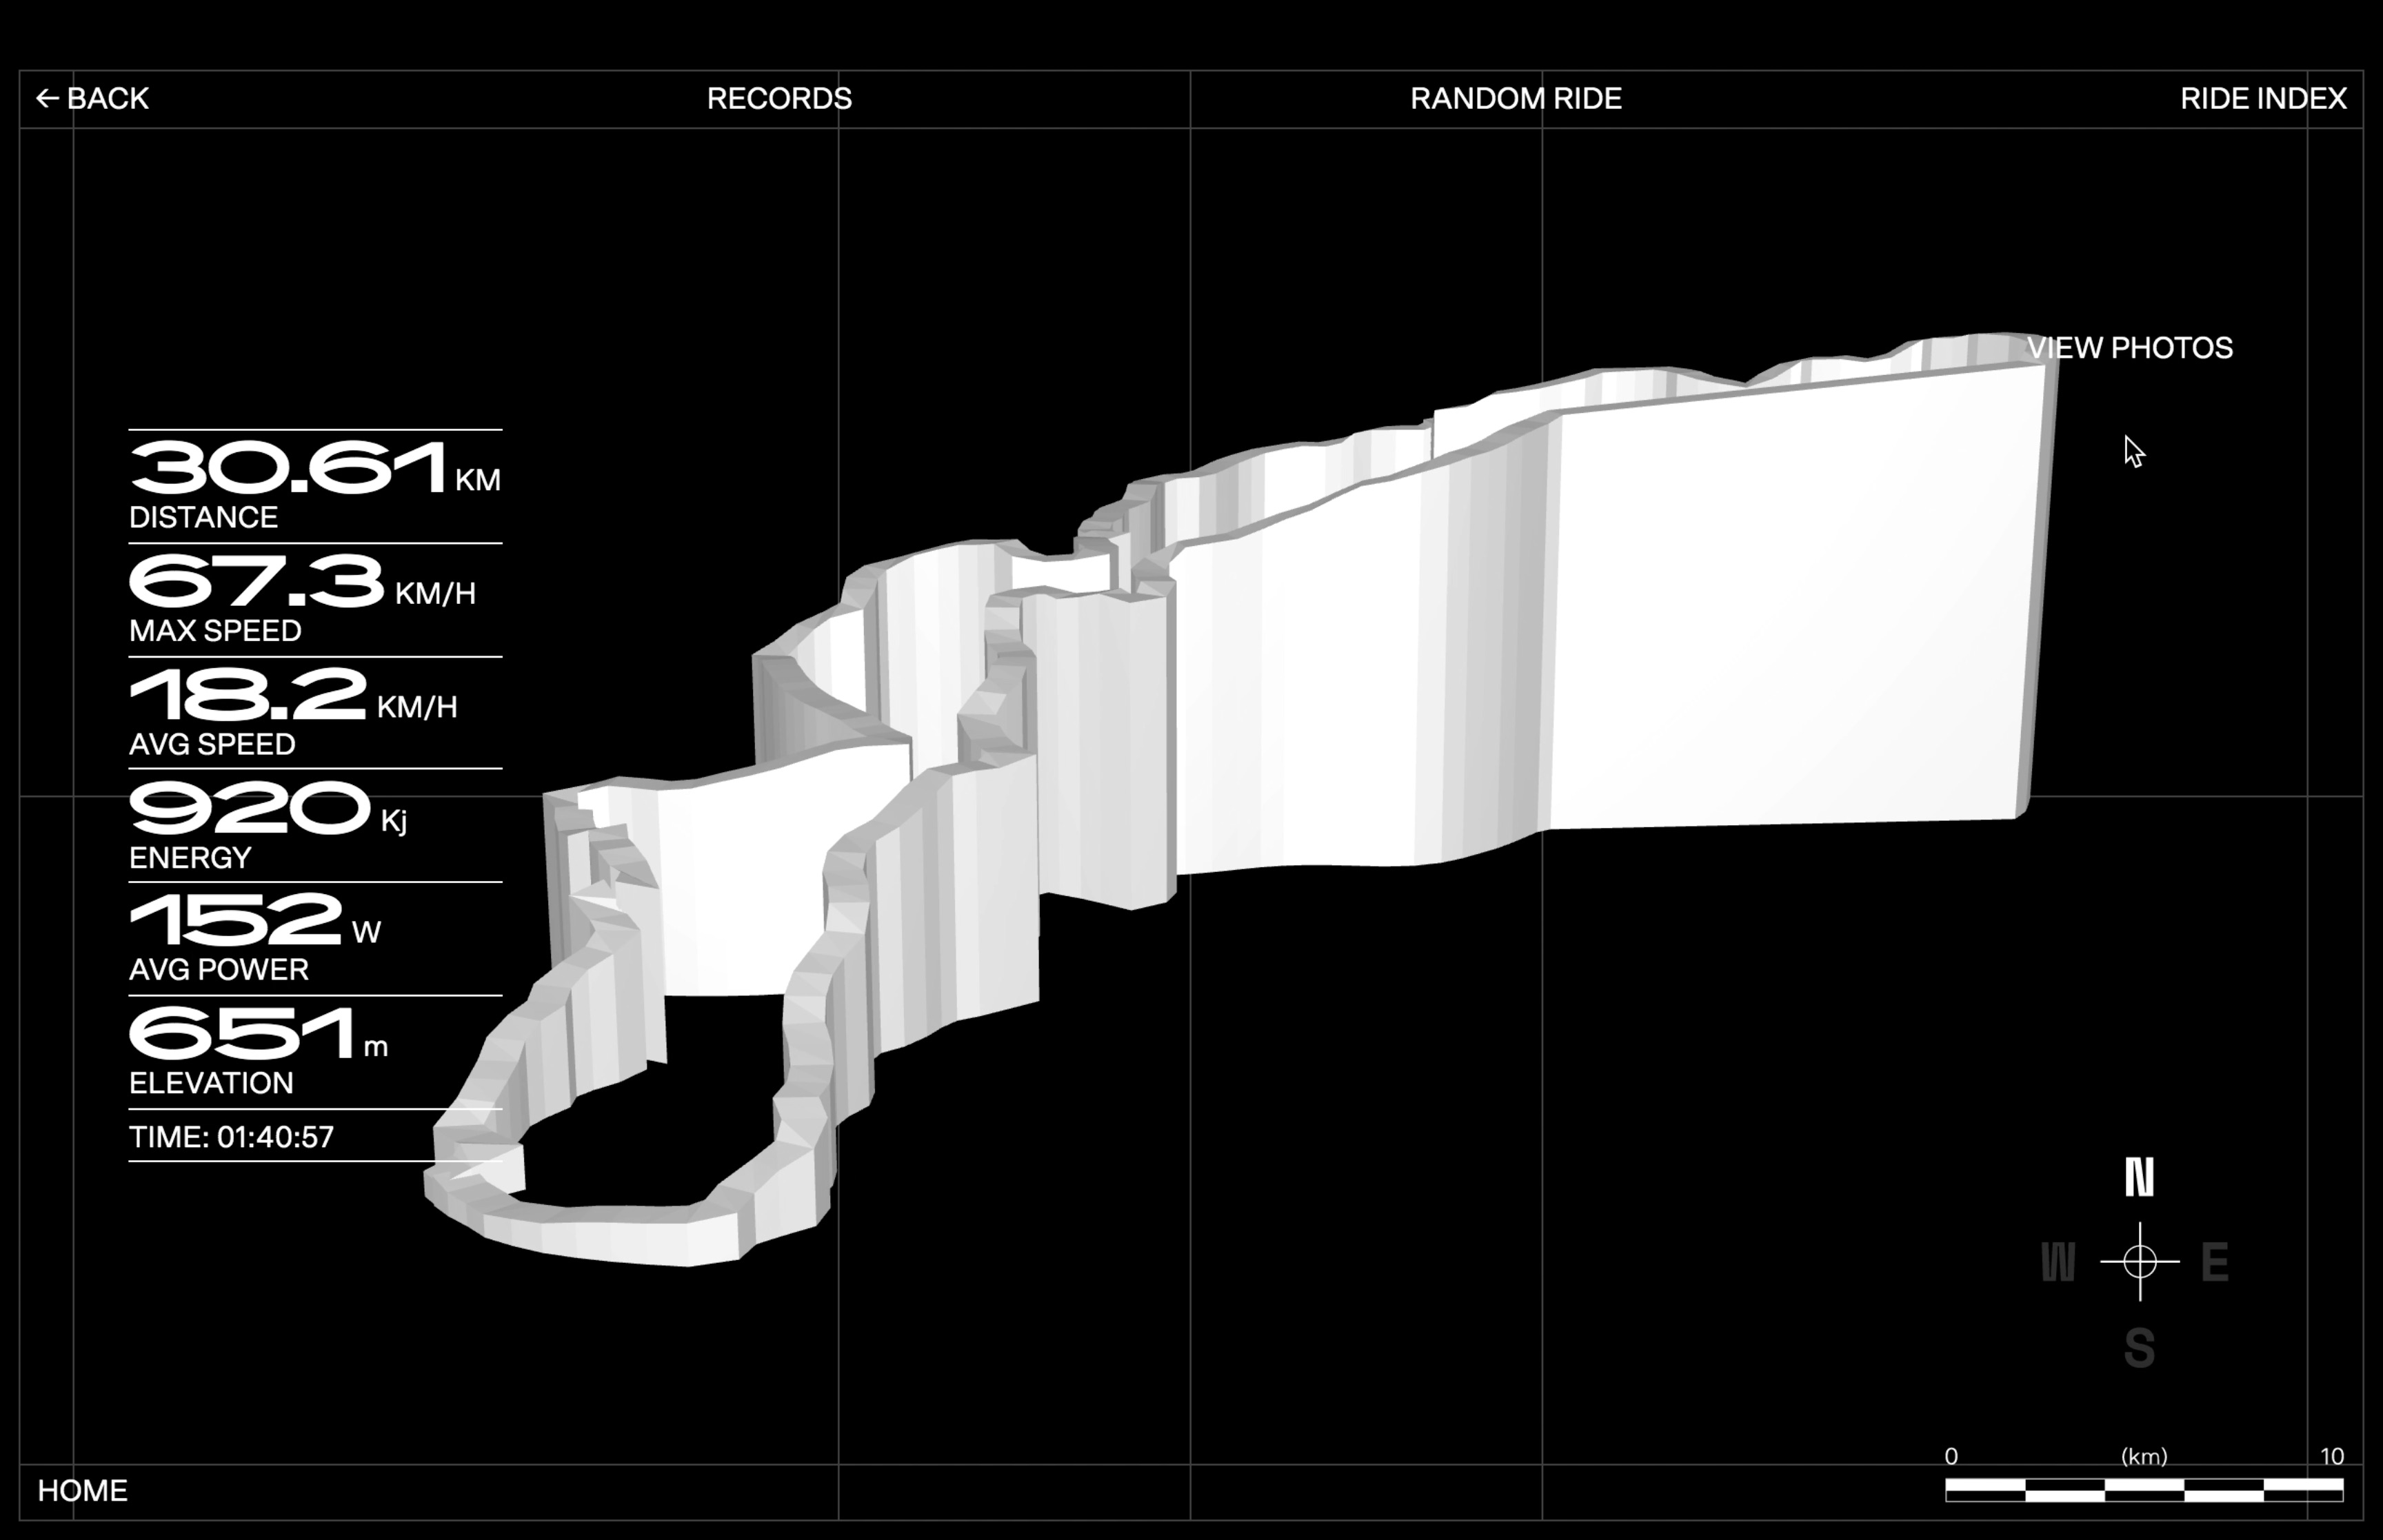 ← BACK
RECORDS
RANDOM RIDE
RIDE INDEX
VIEW PHOTOS
30.61 KM
DISTANCE
67.3 KM/H
MAX SPEED
18.2 KM/H
AVG SPEED
920 Kj
ENERGY
152 W
AVG POWER
651 m
ELEVATION
TIME: 01:40:57
N
W E
S
0 (km) 10
HOME